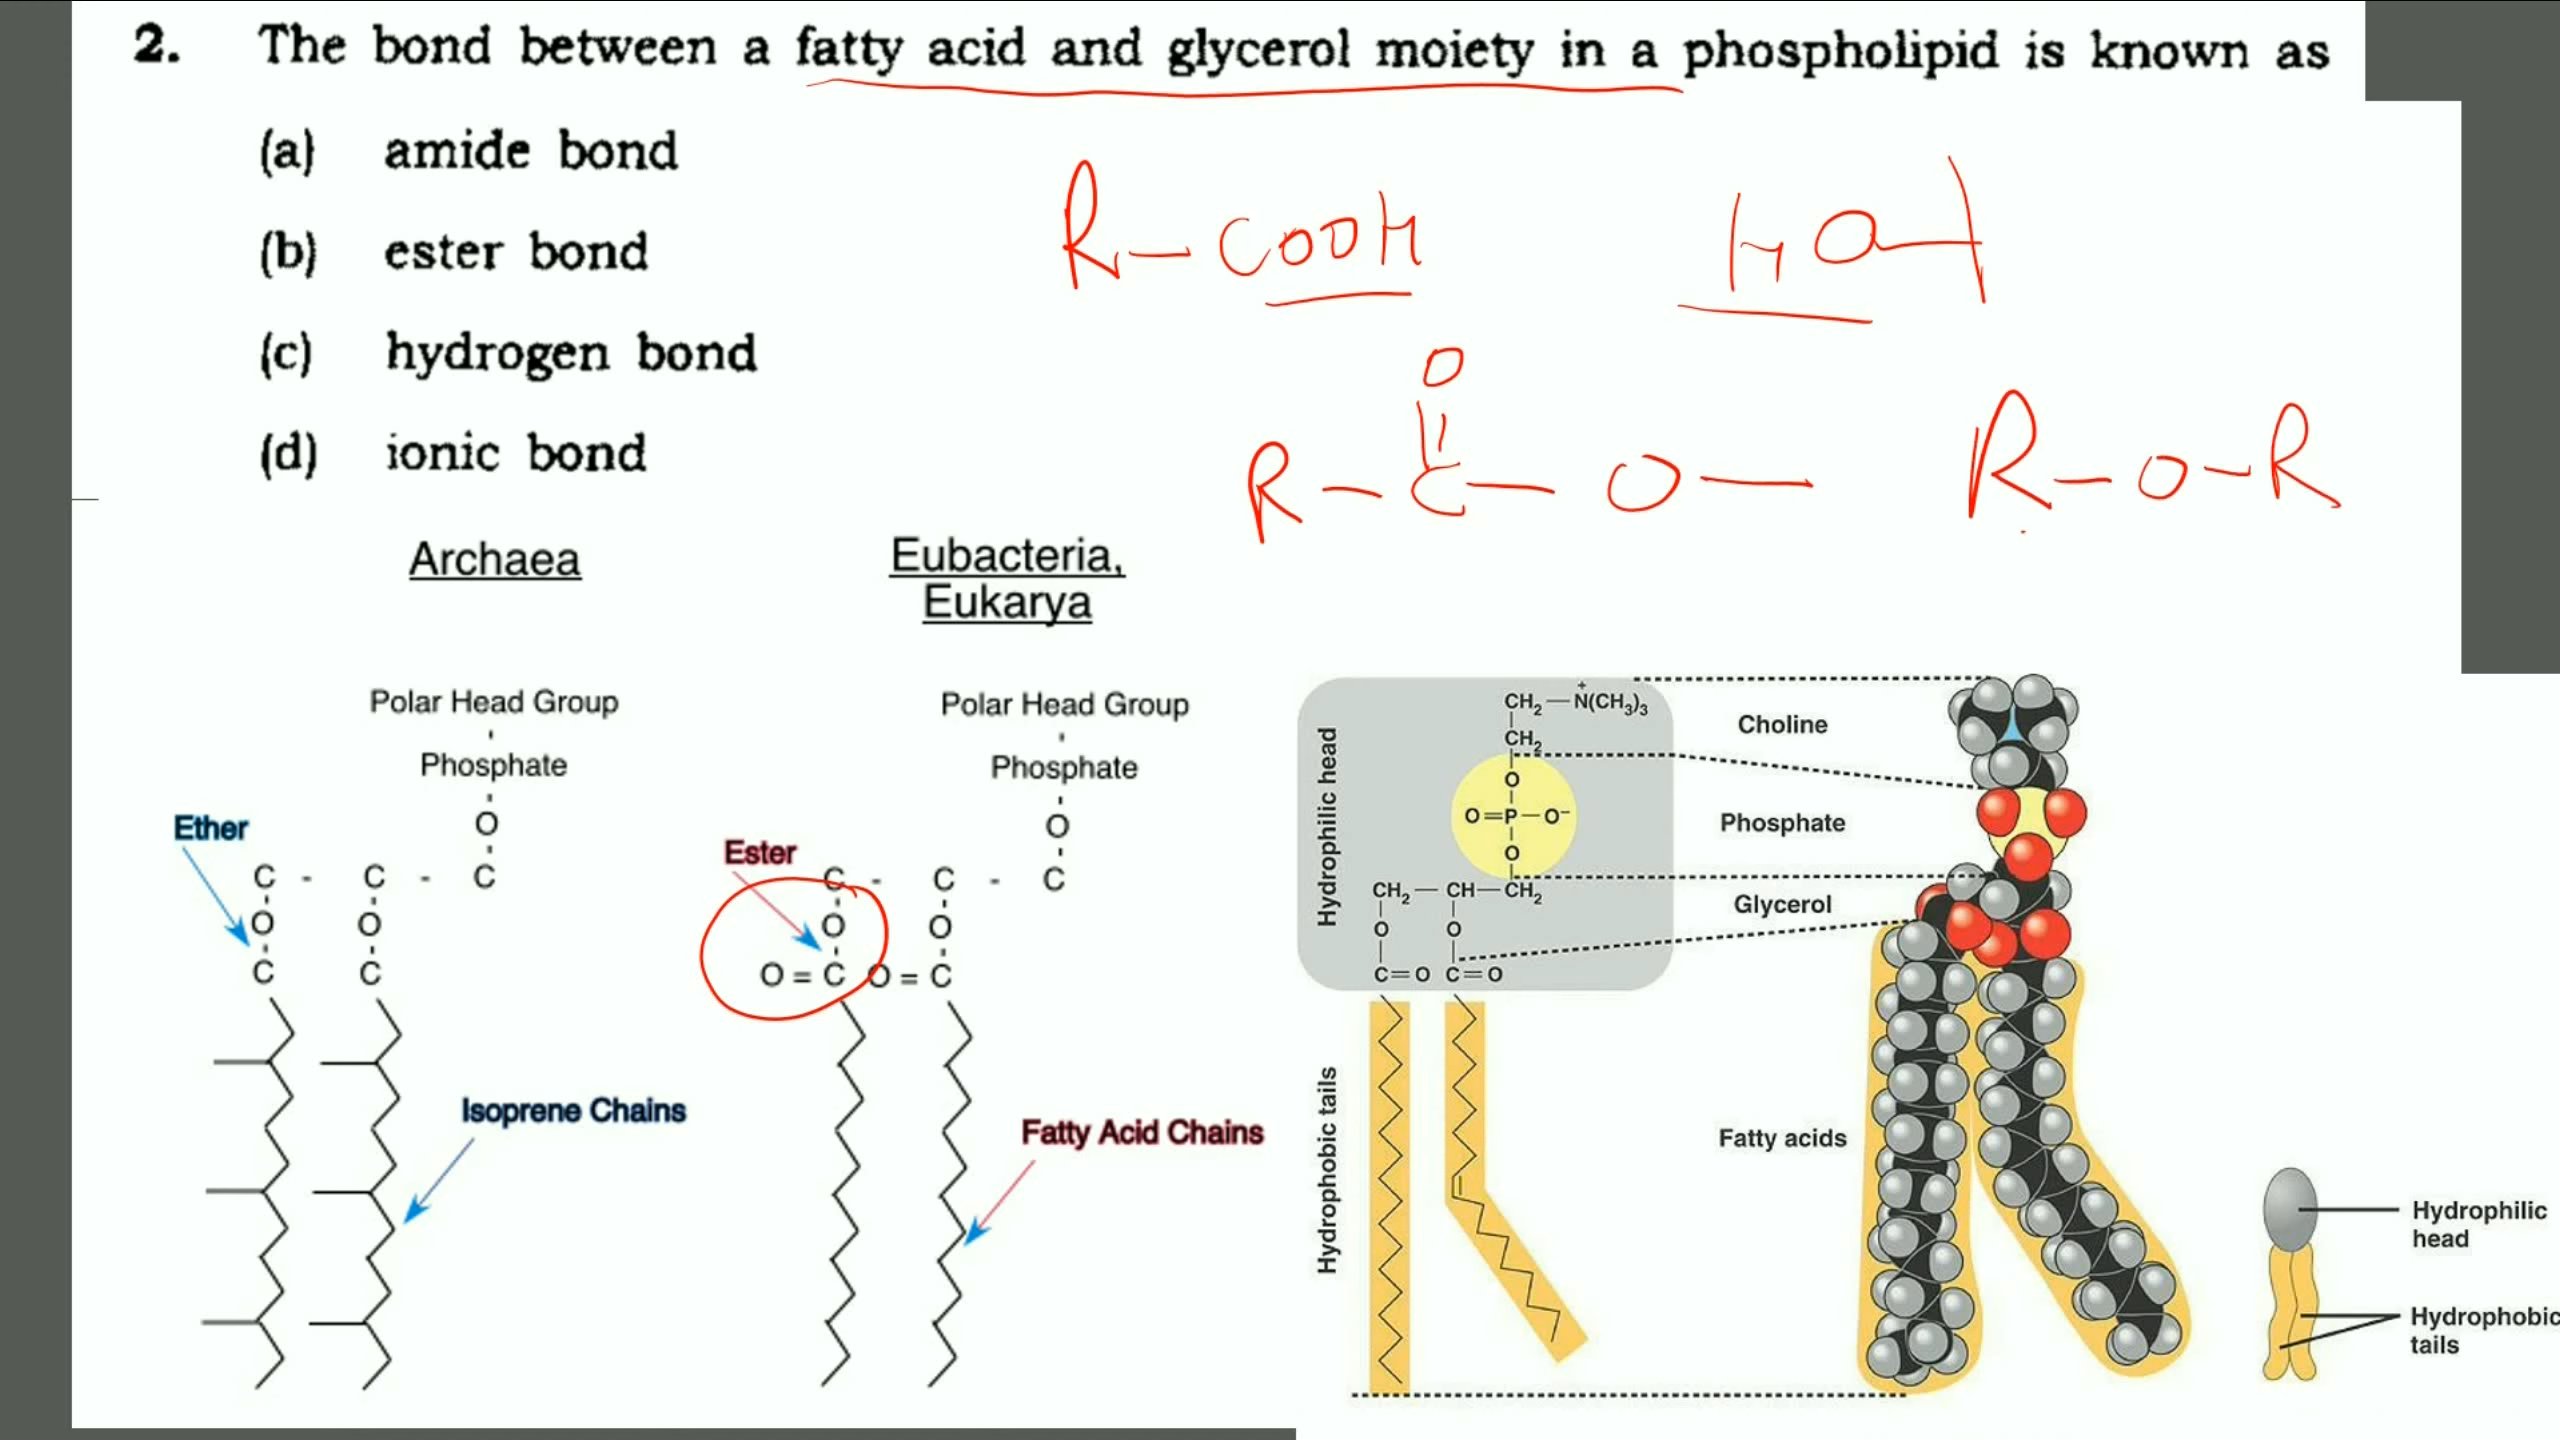 2. The bond between a fatty acid and glycerol moiety in a phospholipid is known as
(a) amide bond
(b) ester bond
(c) hydrogen bond
(d) ionic bond
R-COOH HO-
O
R-C-O- R-O-R
Archaea
Polar Head Group
Phosphate
O
Ether
C - C - C
O O
C C
Isoprene Chains
Eubacteria,
Eukarya
Polar Head Group
Phosphate
O
Ester
C - C - C
O O
O=C O=C
Fatty Acid Chains
Hydrophilic head
CH₂—N(CH₃)₃
+
CH₂
O
O=P—O⁻
O
CH₂—CH—CH₂
O O
C=O C=O
Hydrophobic tails
Choline
Phosphate
Glycerol
Fatty acids
Hydrophilic
head
Hydrophobic
tails